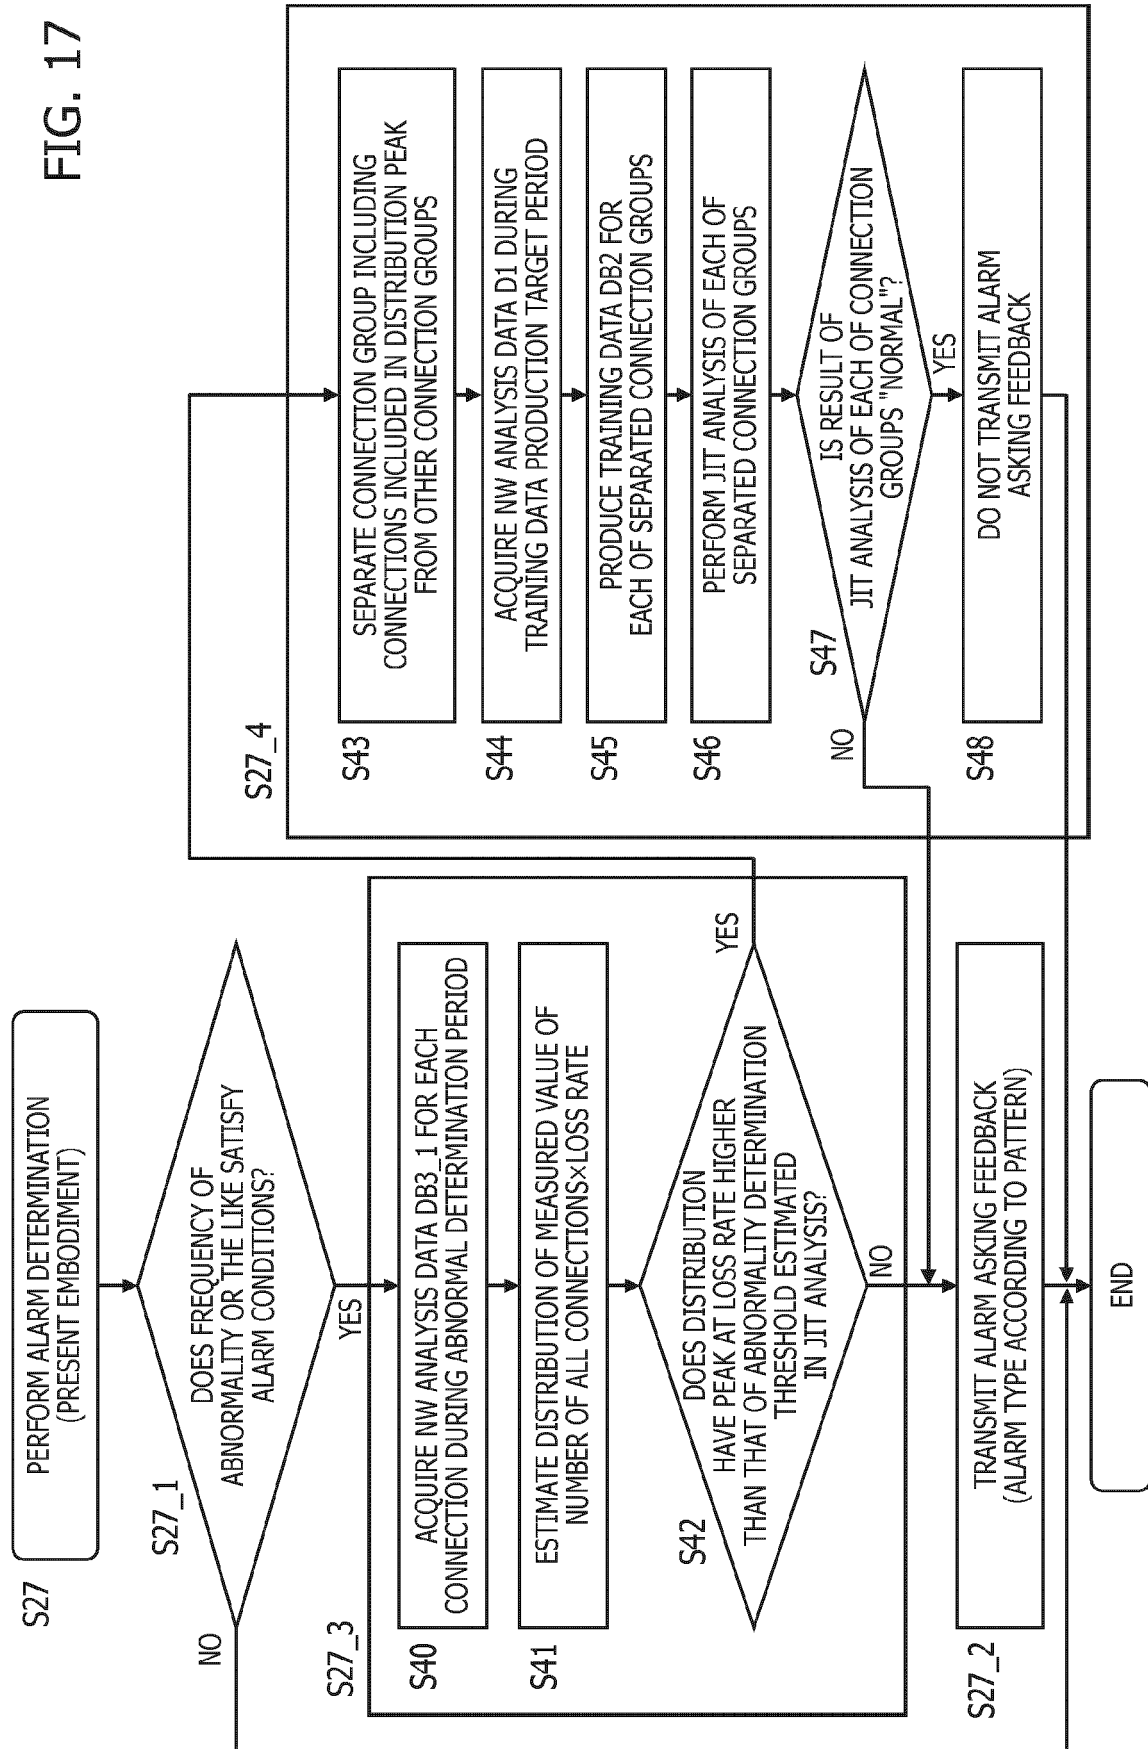 FIG. 17
S27
PERFORM ALARM DETERMINATION
(PRESENT EMBODIMENT)
S27_1
DOES FREQUENCY OF
ABNORMALITY OR THE LIKE SATISFY
ALARM CONDITIONS?
NO
YES
S27_3
S40
ACQUIRE NW ANALYSIS DATA DB3_1 FOR EACH
CONNECTION DURING ABNORMAL DETERMINATION PERIOD
S41
ESTIMATE DISTRIBUTION OF MEASURED VALUE OF
NUMBER OF ALL CONNECTIONS×LOSS RATE
S42
DOES DISTRIBUTION
HAVE PEAK AT LOSS RATE HIGHER
THAN THAT OF ABNORMALITY DETERMINATION
THRESHOLD ESTIMATED
IN JIT ANALYSIS?
YES
NO
S27_2
TRANSMIT ALARM ASKING FEEDBACK
(ALARM TYPE ACCORDING TO PATTERN)
END
S27_4
S43
SEPARATE CONNECTION GROUP INCLUDING
CONNECTIONS INCLUDED IN DISTRIBUTION PEAK
FROM OTHER CONNECTION GROUPS
S44
ACQUIRE NW ANALYSIS DATA D1 DURING
TRAINING DATA PRODUCTION TARGET PERIOD
S45
PRODUCE TRAINING DATA DB2 FOR
EACH OF SEPARATED CONNECTION GROUPS
S46
PERFORM JIT ANALYSIS OF EACH OF
SEPARATED CONNECTION GROUPS
S47
IS RESULT OF
JIT ANALYSIS OF EACH OF CONNECTION
GROUPS "NORMAL"?
NO
YES
S48
DO NOT TRANSMIT ALARM
ASKING FEEDBACK